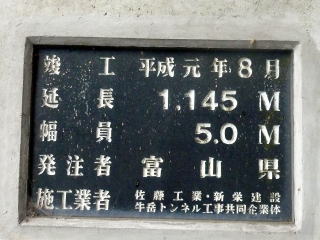 竣工 平成元年8月
延長 1.145 M
幅員 5.0 M
発注者 富山県
施工業者 佐藤工業・新栄建設
牛岳トンネル工事共同企業体